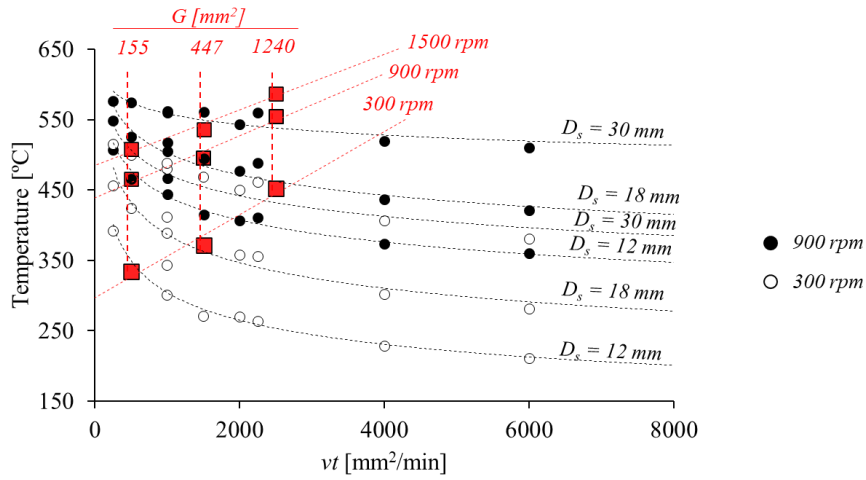 G [mm²]
155 447 1240
1500 rpm
900 rpm
300 rpm
650
550
450
350
250
150
Temperature [ºC]
Dₛ = 30 mm
Dₛ = 18 mm
Dₛ = 30 mm
Dₛ = 12 mm
Dₛ = 18 mm
Dₛ = 12 mm
900 rpm
300 rpm
0 2000 4000 6000 8000
vt [mm²/min]